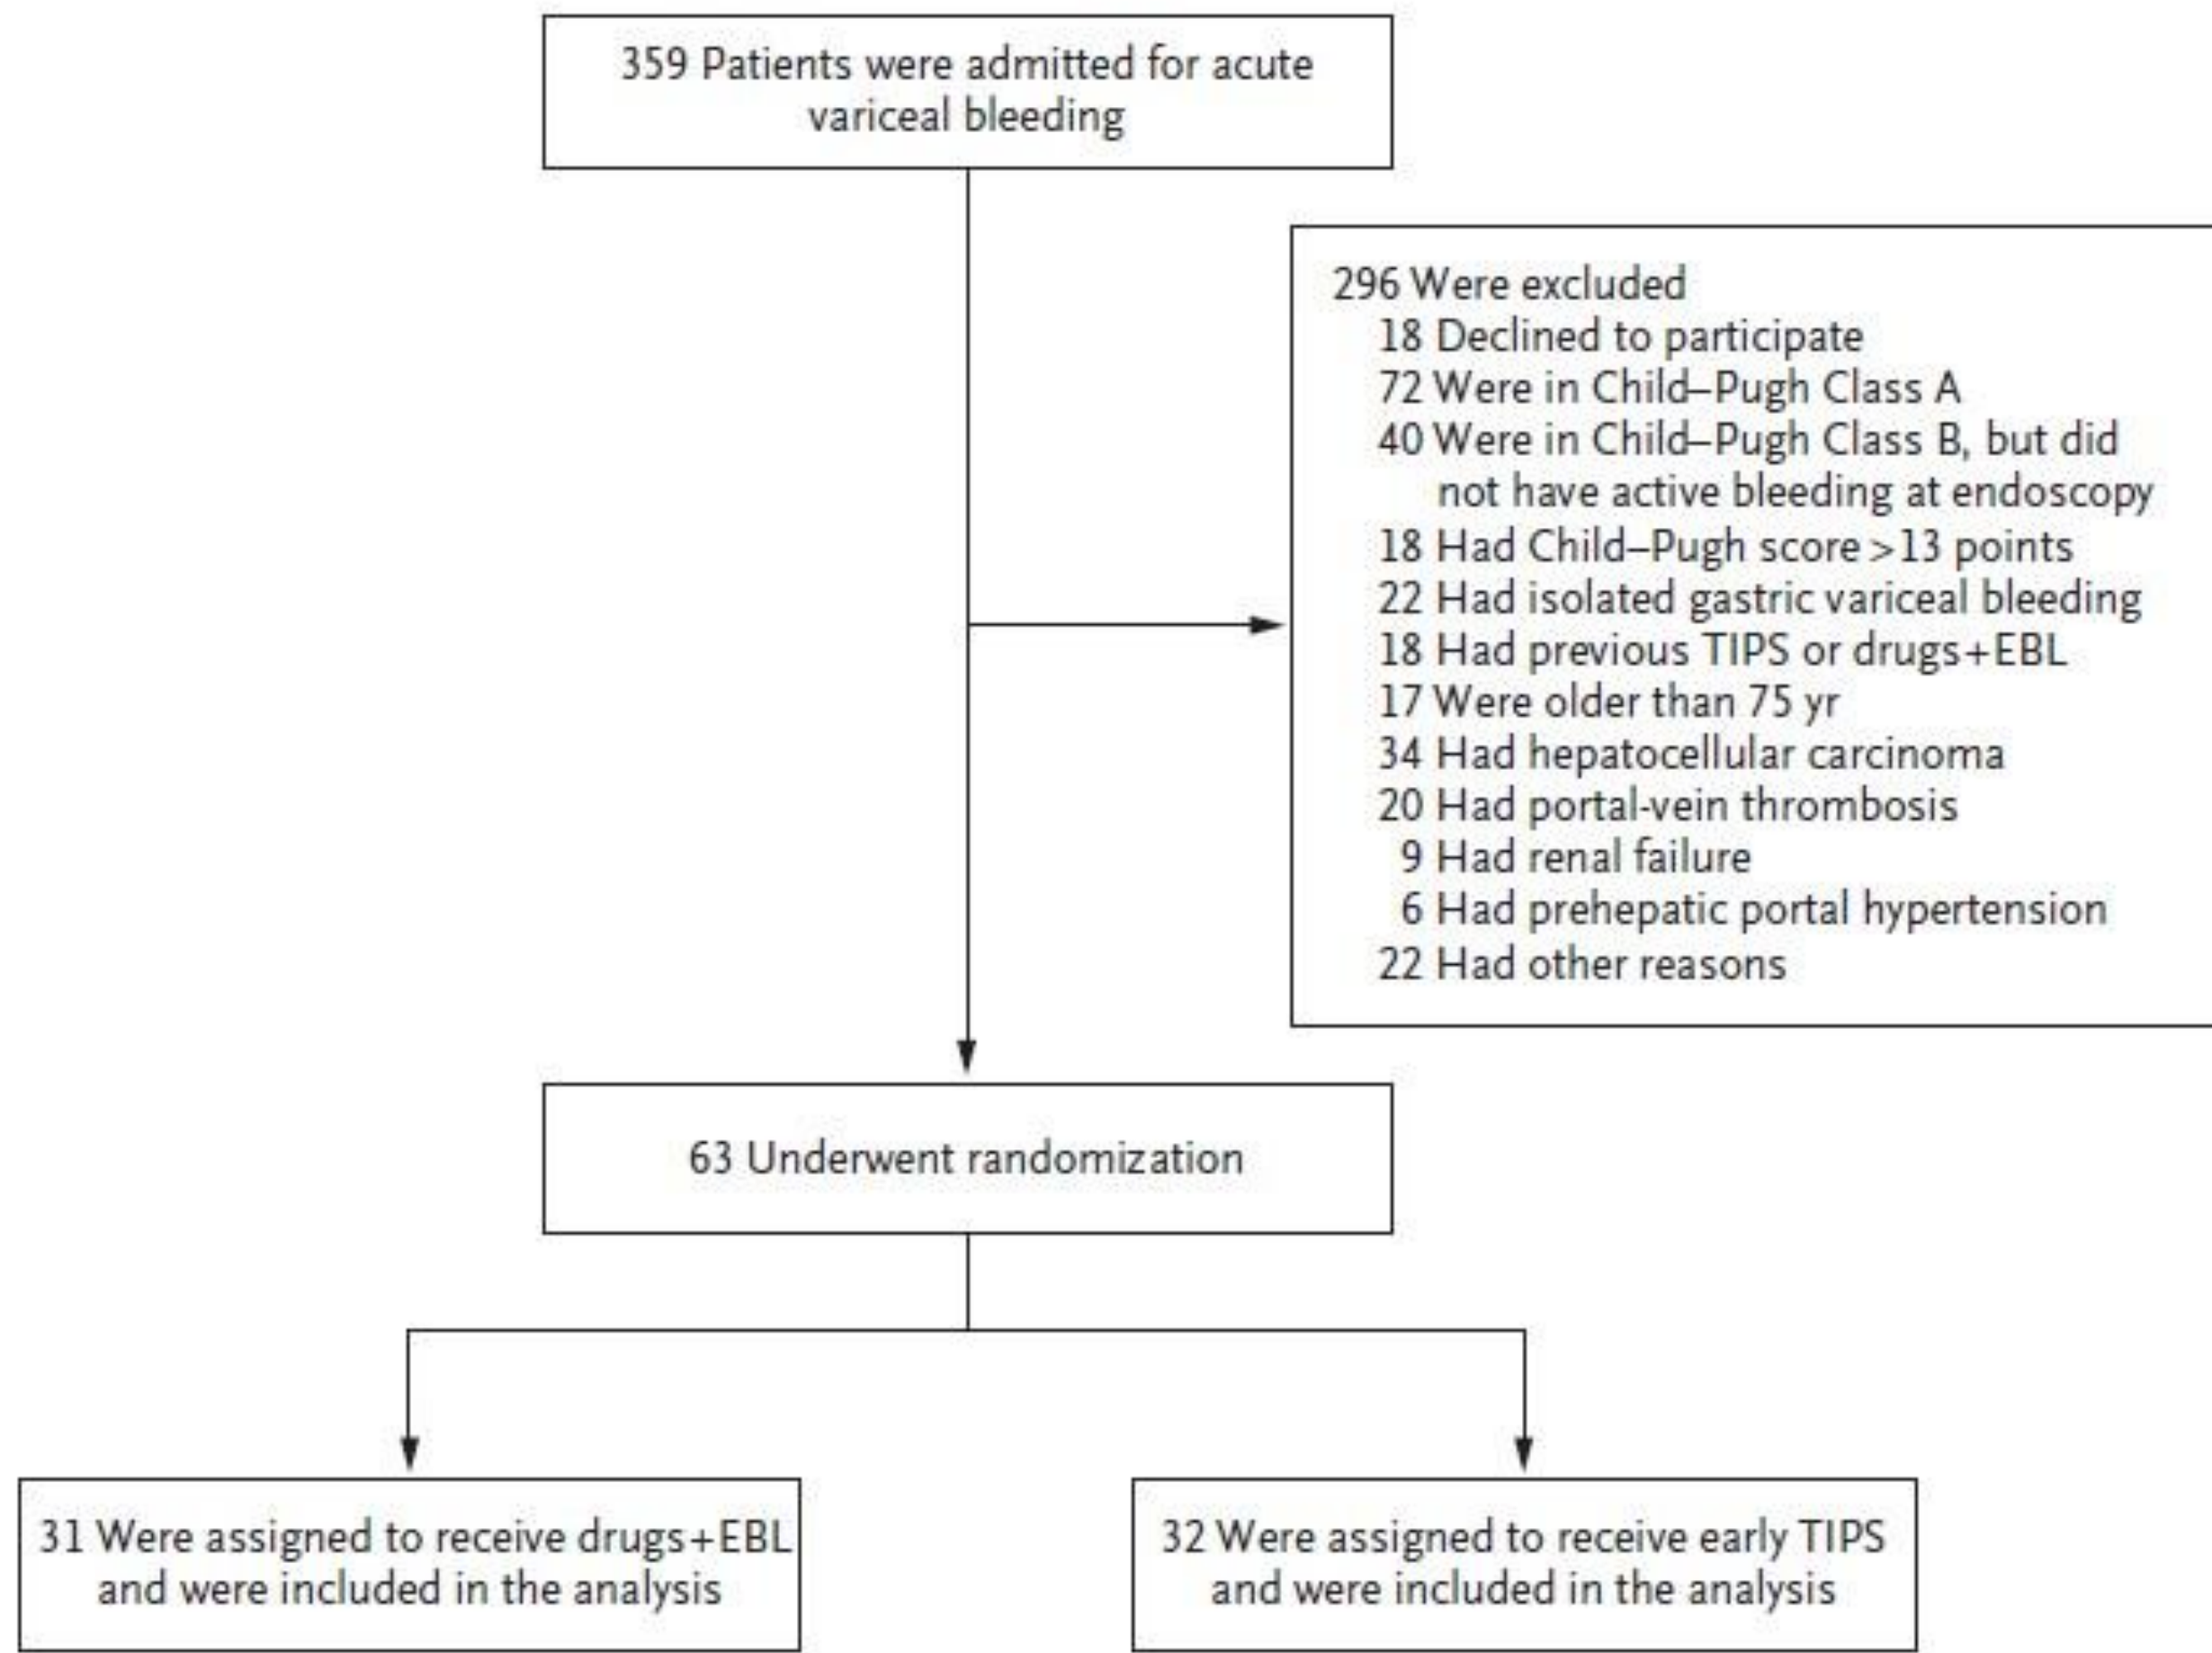 359 Patients were admitted for acute
variceal bleeding
296 Were excluded
18 Declined to participate
72 Were in Child–Pugh Class A
40 Were in Child–Pugh Class B, but did
not have active bleeding at endoscopy
18 Had Child–Pugh score >13 points
22 Had isolated gastric variceal bleeding
18 Had previous TIPS or drugs+EBL
17 Were older than 75 yr
34 Had hepatocellular carcinoma
20 Had portal-vein thrombosis
9 Had renal failure
6 Had prehepatic portal hypertension
22 Had other reasons
63 Underwent randomization
31 Were assigned to receive drugs+EBL
and were included in the analysis
32 Were assigned to receive early TIPS
and were included in the analysis